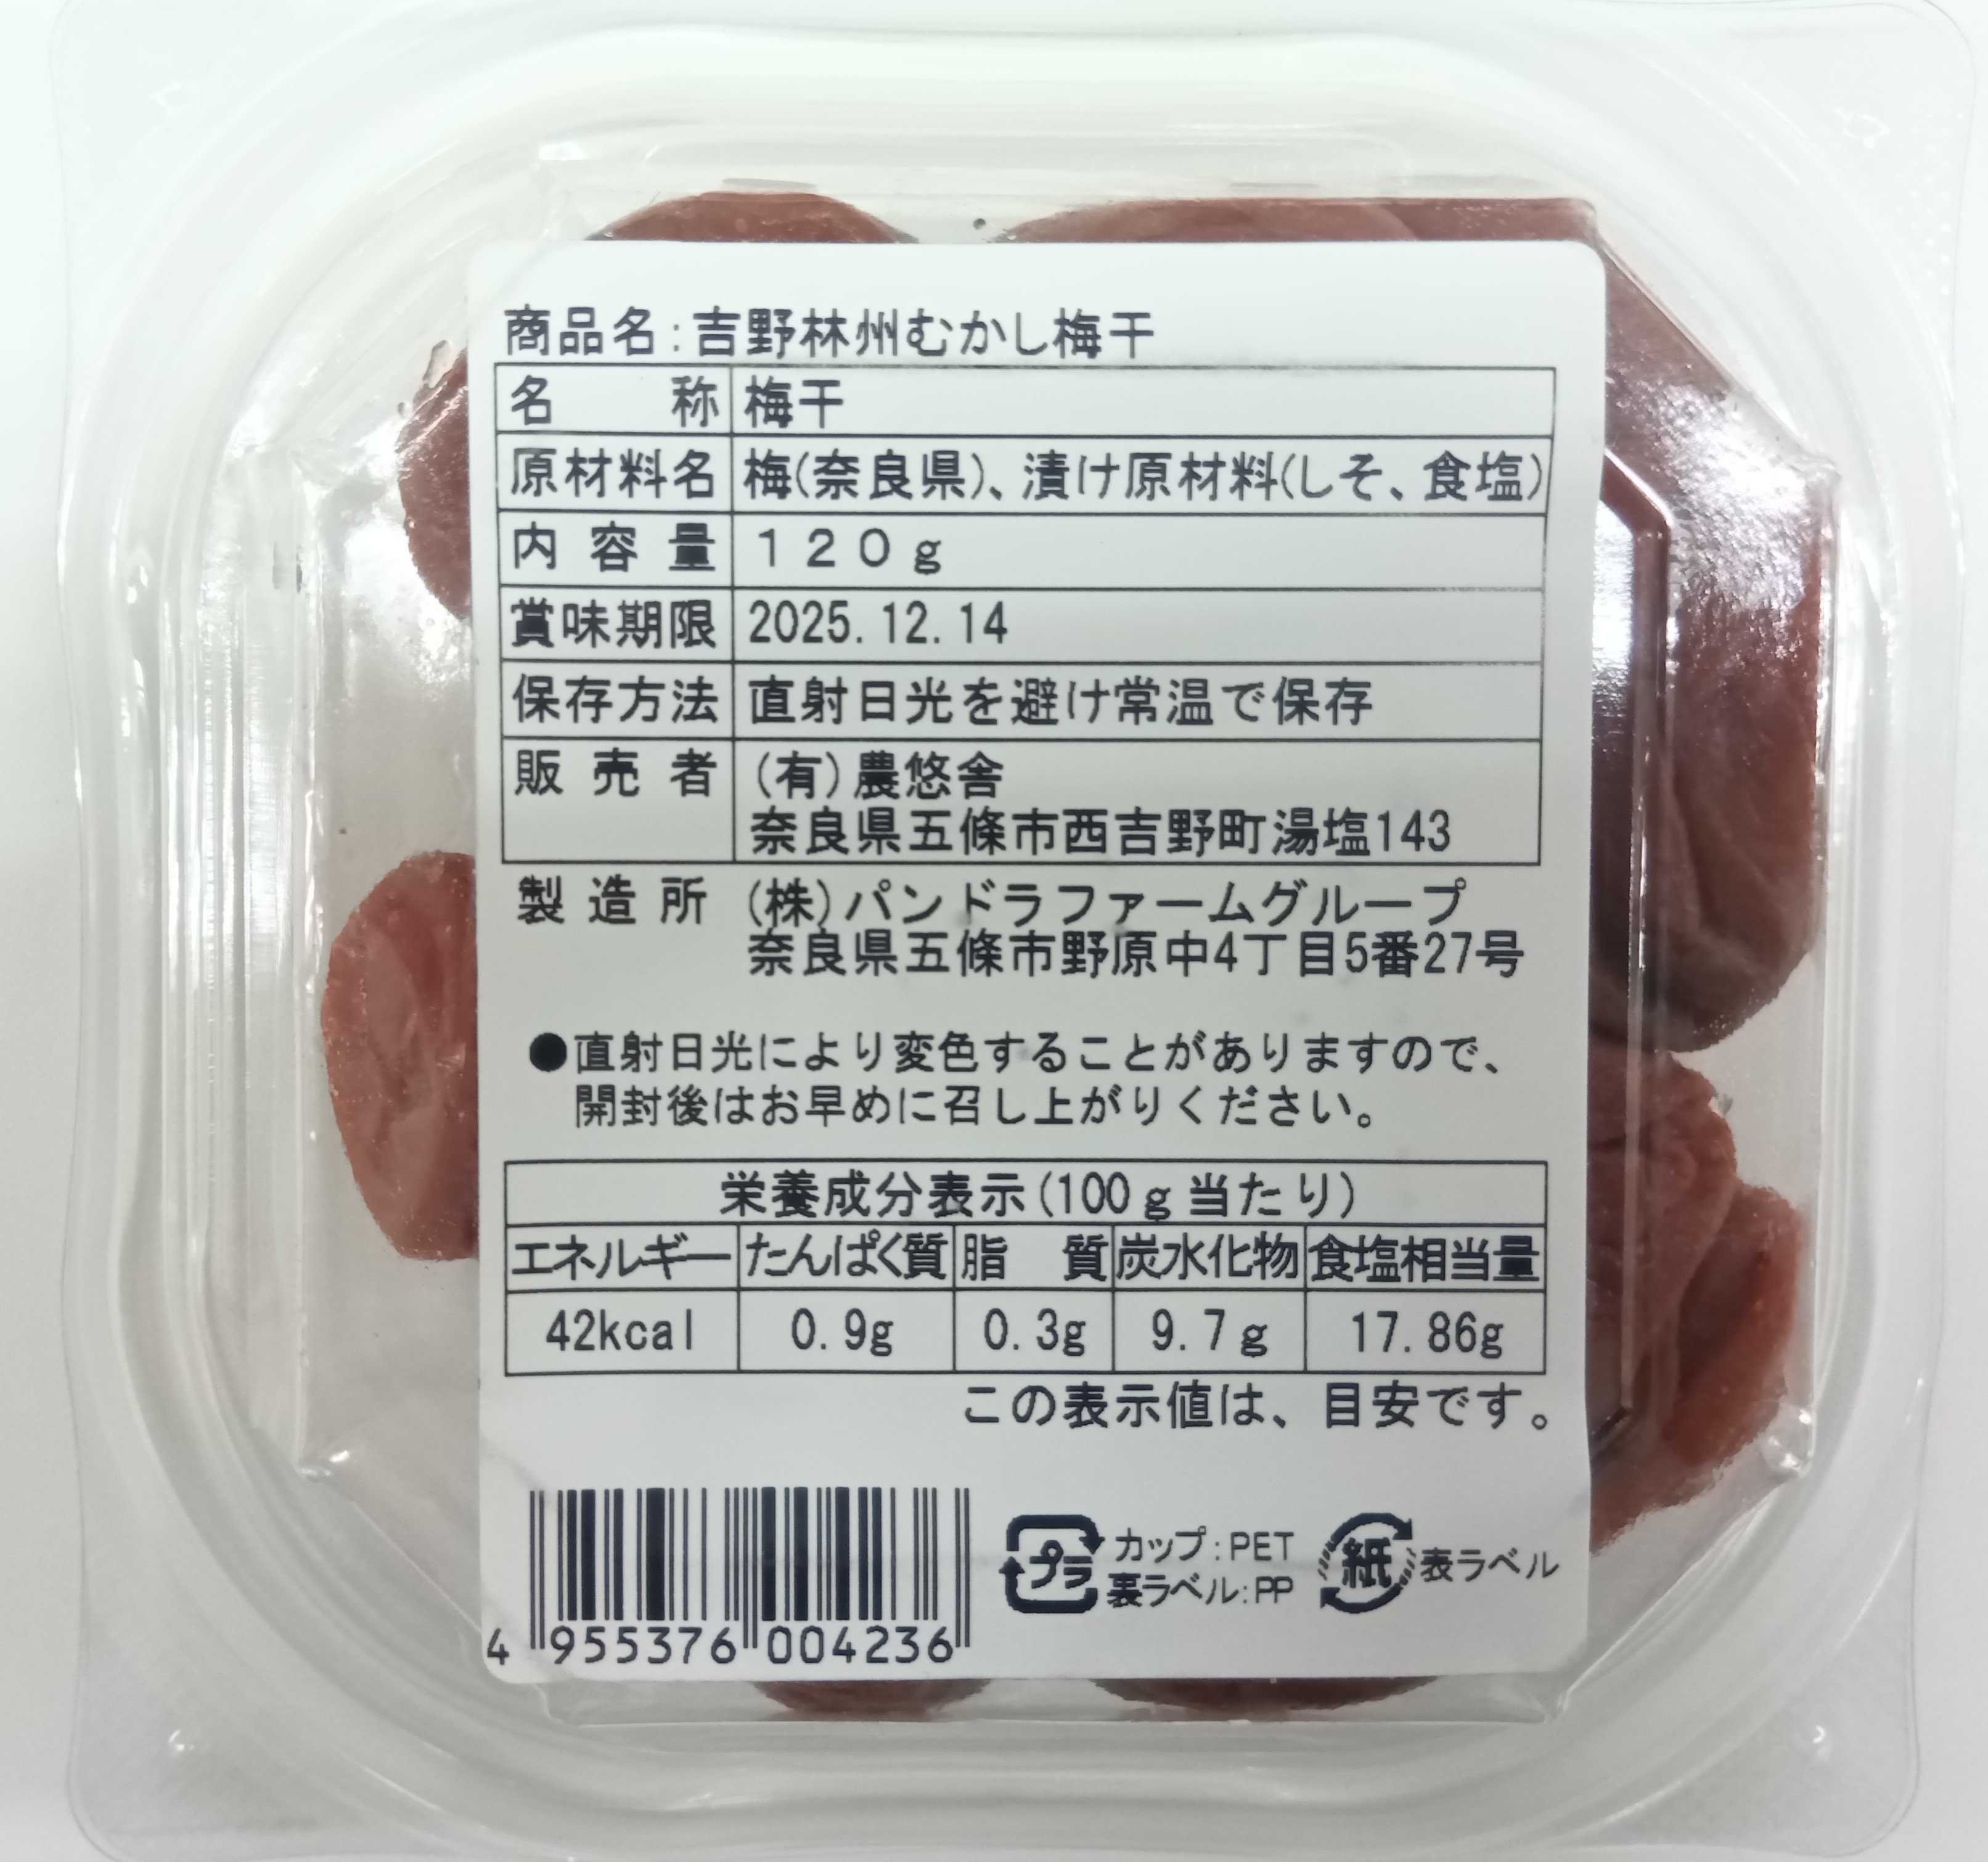 商品名:吉野林州むかし梅干
名称 梅干
原材料名 梅(奈良県)、漬け原材料(しそ、食塩)
内容量 120g
賞味期限 2025.12.14
保存方法 直射日光を避け常温で保存
販売者 (有)農悠舎
奈良県五條市西吉野町湯塩143
製造所 (株)パンドラファームグループ
奈良県五條市野原中4丁目5番27号
●直射日光により変色することがありますので、
開封後はお早めに召し上がりください。
栄養成分表示(100g当たり)
エネルギー たんぱく質 脂質 炭水化物 食塩相当量
42kcal 0.9g 0.3g 9.7g 17.86g
この表示値は、目安です。
プラ カップ:PET
裏ラベル:PP
紙 表ラベル
4 955376 004236